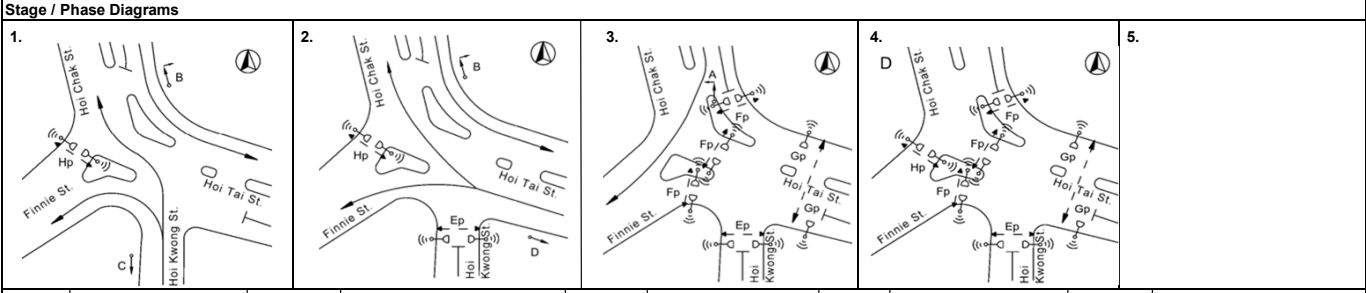 Stage / Phase Diagrams
1.
Hoi Chak St.
B
Hp
Finnie St.
Hoi Tai St.
C
Hoi Kwong St.
2.
Hoi Chak St.
B
Hp
Finnie St.
Hoi Tai St.
Ep
D
Hoi
Kwong St.
3.
Hoi Chak St.
A
Fp
Fp
Gp
Fp
Hoi Tai St.
Finnie St.
Gp
Ep
Hoi
Kwong St.
4.
D
Hoi Chak St.
Fp
Fp
Gp
Hp
Fp
Hoi Tai St.
Finnie St.
Gp
Ep
Hoi
Kwong St.
5.